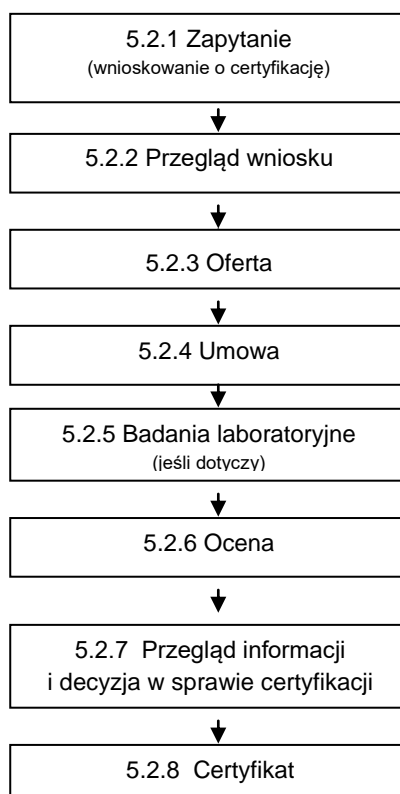 5.2.1 Zapytanie
(wnioskowanie o certyfikację)
5.2.2 Przegląd wniosku
5.2.3 Oferta
5.2.4 Umowa
5.2.5 Badania laboratoryjne
(jeśli dotyczy)
5.2.6 Ocena
5.2.7 Przegląd informacji
i decyzja w sprawie certyfikacji
5.2.8 Certyfikat